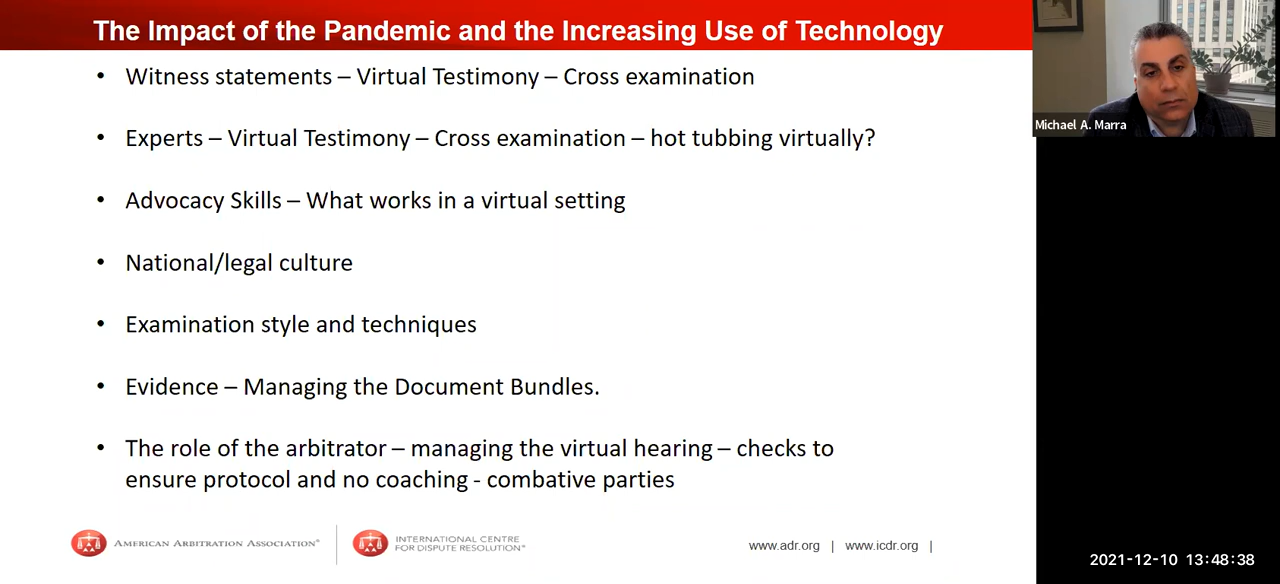 The Impact of the Pandemic and the Increasing Use of Technology
• Witness statements – Virtual Testimony – Cross examination
• Experts – Virtual Testimony – Cross examination – hot tubbing virtually?
• Advocacy Skills – What works in a virtual setting
• National/legal culture
• Examination style and techniques
• Evidence – Managing the Document Bundles.
• The role of the arbitrator – managing the virtual hearing – checks to
ensure protocol and no coaching - combative parties
AMERICAN ARBITRATION ASSOCIATION®
INTERNATIONAL CENTRE
FOR DISPUTE RESOLUTION®
www.adr.org | www.icdr.org |
Michael A. Marra
2021-12-10 13:48:38